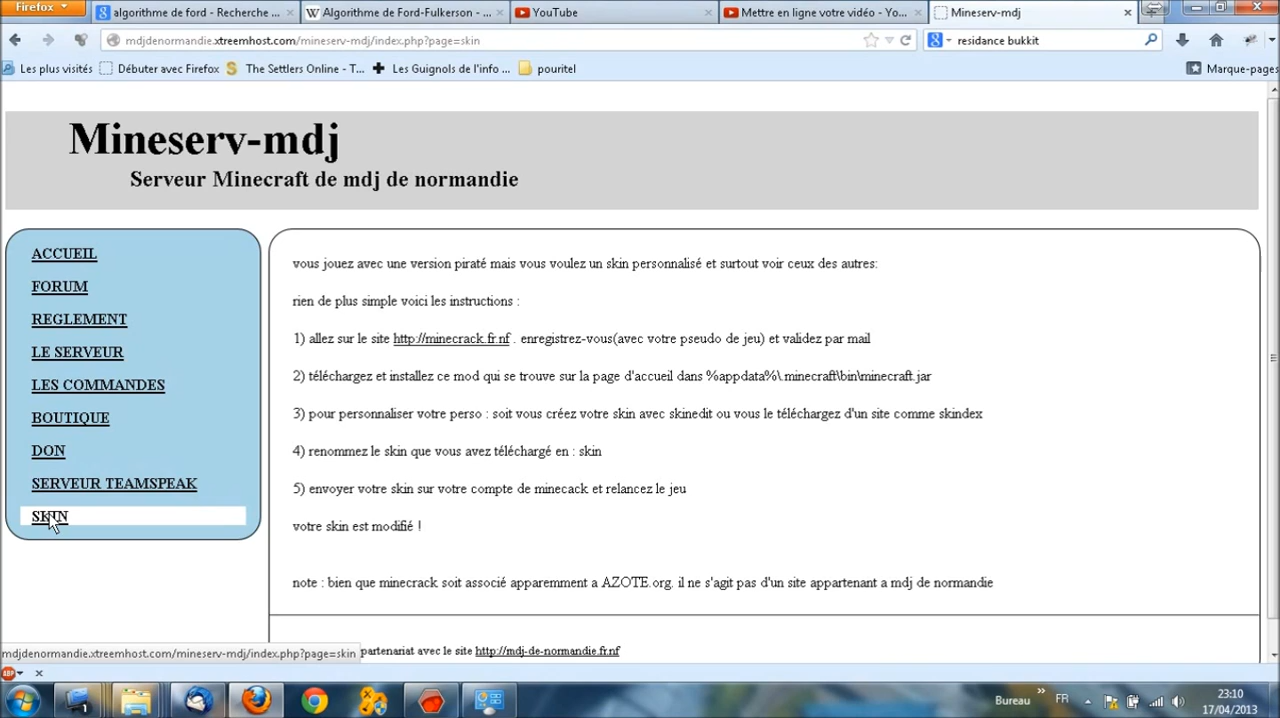 Firefox
algorithme de ford - Recherche ...
Algorithme de Ford-Fulkerson - ...
YouTube
Mettre en ligne votre vidéo - Yo...
Mineserv-mdj
mdjdenormandie.xtreemhost.com/mineserv-mdj/index.php?page=skin
residance bukkit
Les plus visités
Débuter avec Firefox
The Settlers Online - T...
Les Guignols de l'info ...
pouritel
Marque-pages
Mineserv-mdj
Serveur Minecraft de mdj de normandie
ACCUEIL
FORUM
REGLEMENT
LE SERVEUR
LES COMMANDES
BOUTIQUE
DON
SERVEUR TEAMSPEAK
SKIN
vous jouez avec une version piraté mais vous voulez un skin personnalisé et surtout voir ceux des autres:
rien de plus simple voici les instructions :
1) allez sur le site http://minecrack.fr.nf . enregistrez-vous(avec votre pseudo de jeu) et validez par mail
2) téléchargez et installez ce mod qui se trouve sur la page d'accueil dans %appdata%\.minecraft\bin\minecraft.jar
3) pour personnaliser votre perso : soit vous créez votre skin avec skinedit ou vous le téléchargez d'un site comme skindex
4) renommez le skin que vous avez téléchargé en : skin
5) envoyer votre skin sur votre compte de minecack et relancez le jeu
votre skin est modifié !
note : bien que minecrack soit associé apparemment a AZOTE.org. il ne s'agit pas d'un site appartenant a mdj de normandie
partenariat avec le site http://mdj-de-normandie.fr.nf
mdjdenormandie.xtreemhost.com/mineserv-mdj/index.php?page=skin
ABP
Bureau
FR
23:10
17/04/2013